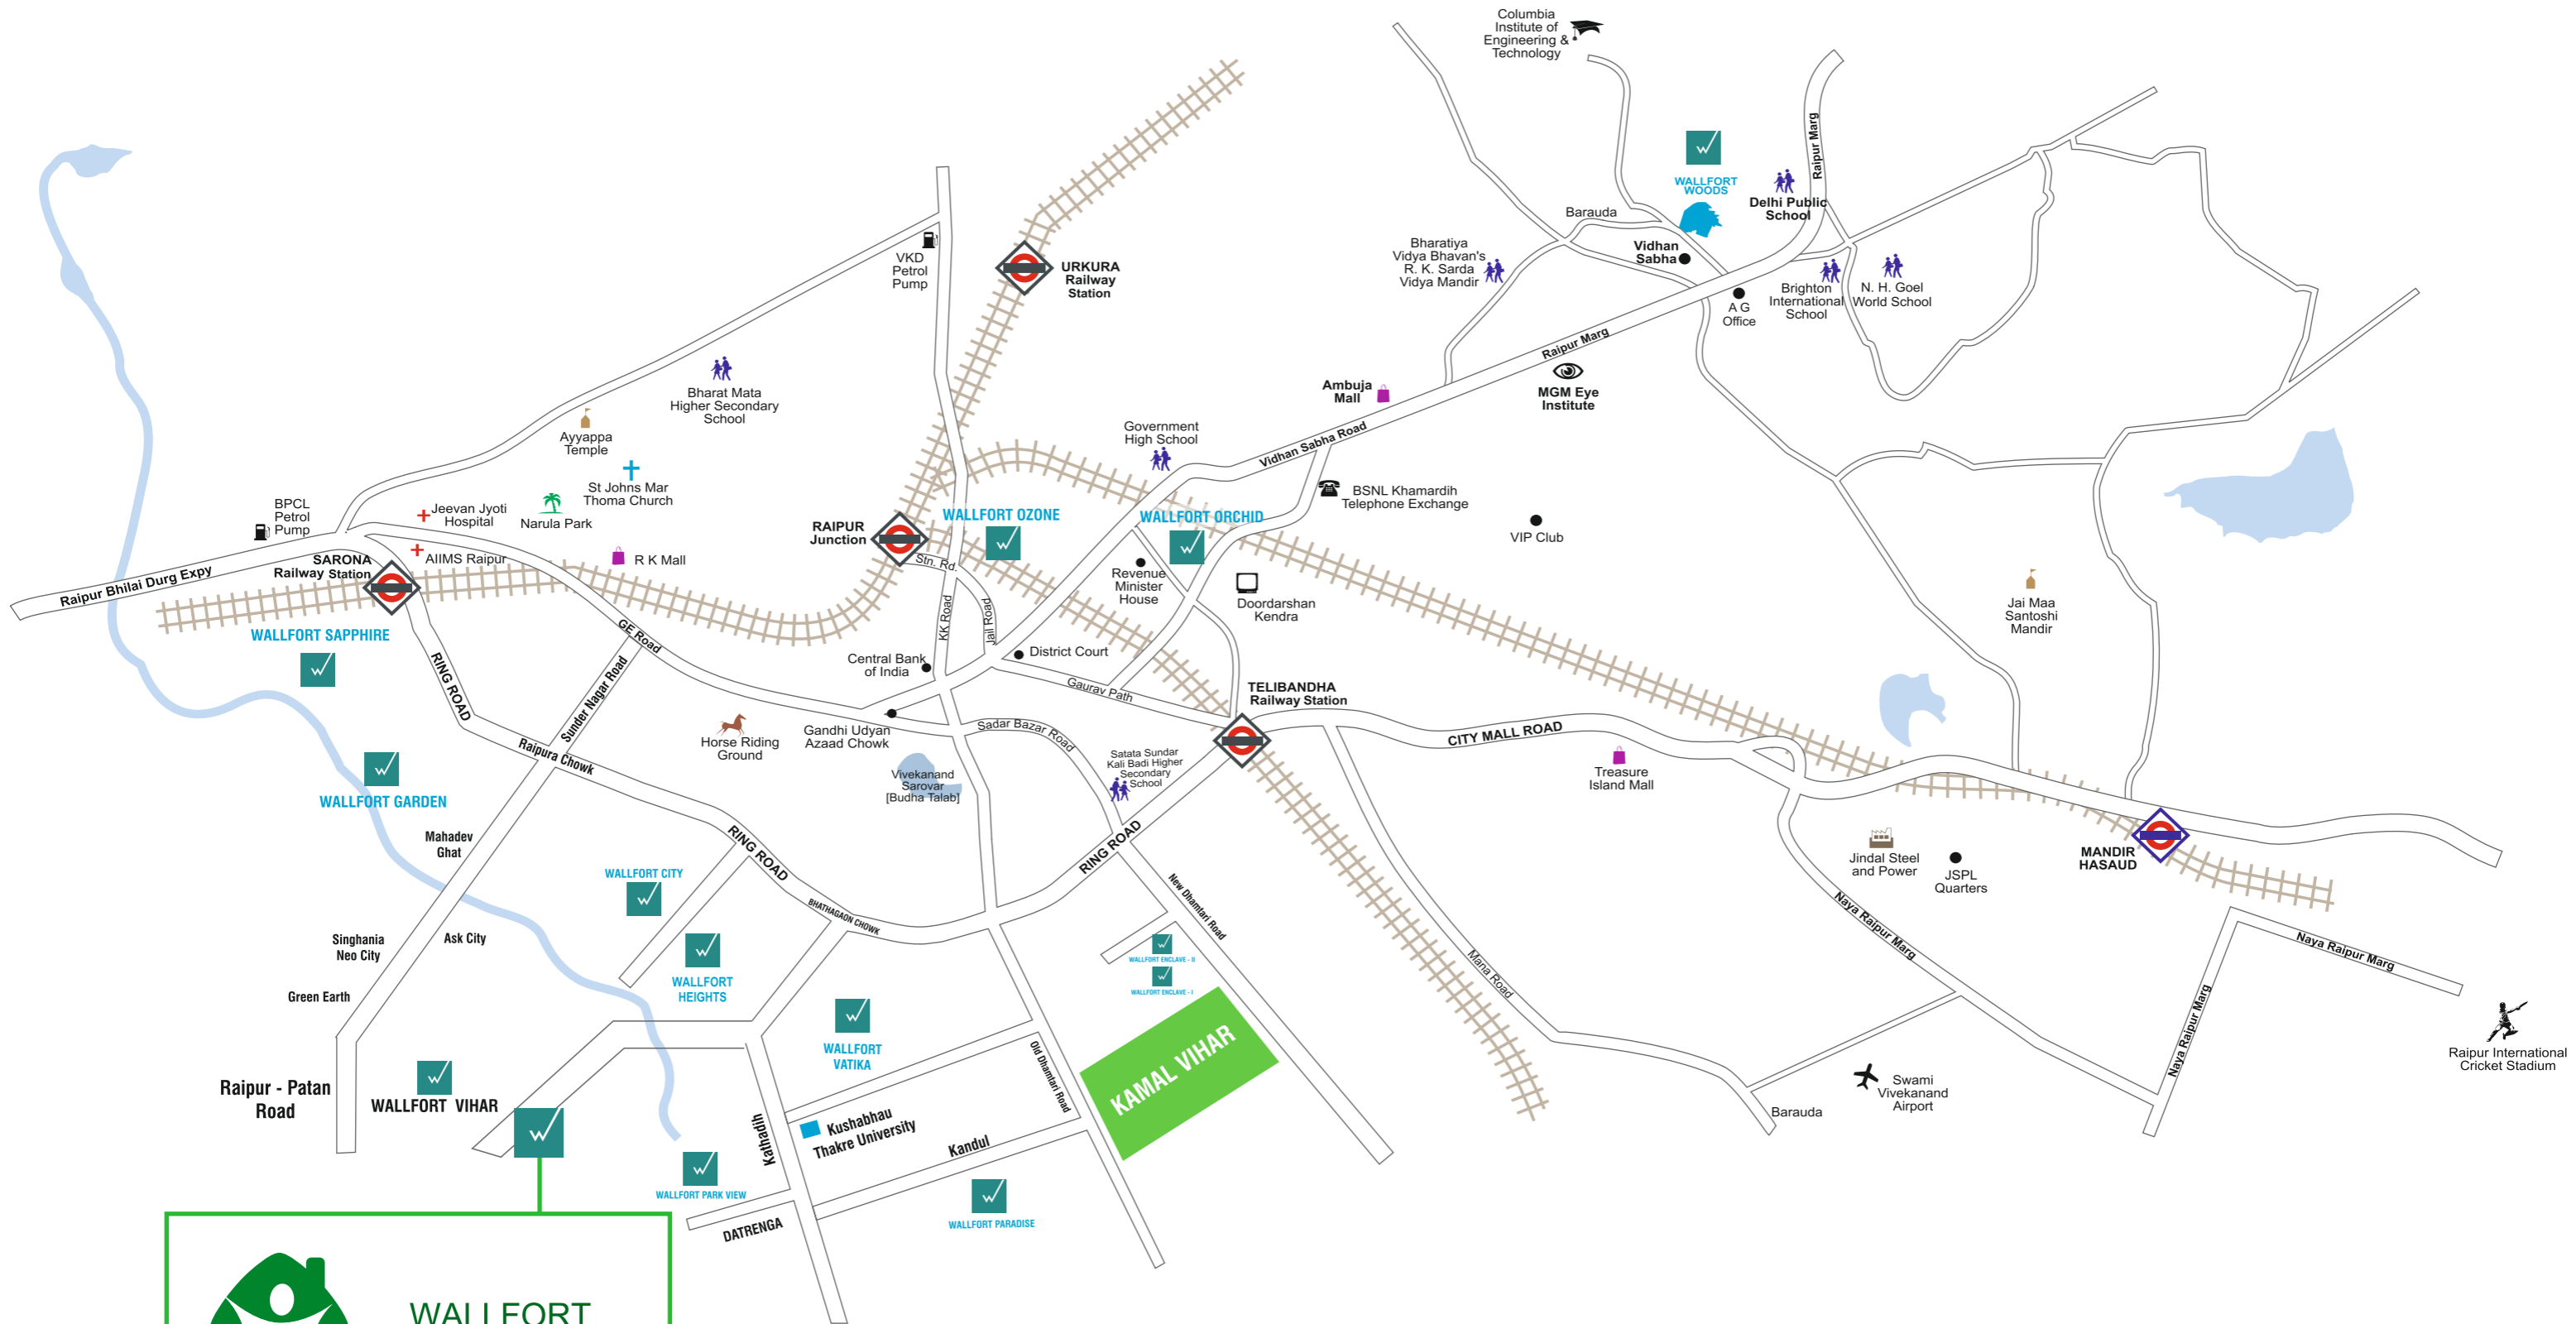 Columbia
Institute of
Engineering &
Technology
Raipur Marg
WALLFORT
WOODS
Delhi Public
School
Barauda
Vidhan
Sabha
Bharatiya
Vidya Bhavan's
R. K. Sarda
Vidya Mandir
A G
Office
Brighton
International
School
N. H. Goel
World School
VKD
Petrol
Pump
URKURA
Railway
Station
Raipur Marg
MGM Eye
Institute
Ambuja
Mall
Bharat Mata
Higher Secondary
School
Ayyappa
Temple
St Johns Mar
Thoma Church
Narula Park
Jeevan Jyoti
Hospital
BPCL
Petrol
Pump
AIIMS Raipur
R K Mall
SARONA
Railway Station
Raipur Bhilai Durg Expy
WALLFORT SAPPHIRE
Government
High School
Vidhan Sabha Road
BSNL Khamardih
Telephone Exchange
VIP Club
RAIPUR
Junction
Stn. Rd.
WALLFORT OZONE
WALLFORT ORCHID
Revenue
Minister
House
Doordarshan
Kendra
Jai Maa
Santoshi
Mandir
KK Road
Jail Road
District Court
Central Bank
of India
Gaurav Path
TELIBANDHA
Railway Station
GE Road
Sunder Nagar Road
RING ROAD
Raipura Chowk
Horse Riding
Ground
Gandhi Udyan
Azaad Chowk
Sadar Bazar Road
Vivekanand
Sarovar
[Budha Talab]
Satata Sundar
Kali Badi Higher
Secondary
School
CITY MALL ROAD
Treasure
Island Mall
Jindal Steel
and Power
JSPL
Quarters
MANDIR
HASAUD
WALLFORT GARDEN
Mahadev
Ghat
RING ROAD
RING ROAD
WALLFORT CITY
BHATHAGAON CHOWK
New Dhamtari Road
Naya Raipur Marg
Naya Raipur Marg
Naya Raipur Marg
Mana Road
Singhania
Neo City
Ask City
Green Earth
WALLFORT
HEIGHTS
WALLFORT ENCLAVE - II
WALLFORT ENCLAVE - I
KAMAL VIHAR
WALLFORT
VATIKA
Old Dhamtari Road
Raipur International
Cricket Stadium
Swami
Vivekanand
Airport
Barauda
Raipur - Patan
Road
WALLFORT VIHAR
Kathadih
Kushabhau
Thakre University
Kandul
WALLFORT PARK VIEW
DATRENGA
WALLFORT PARADISE
WALLFORT